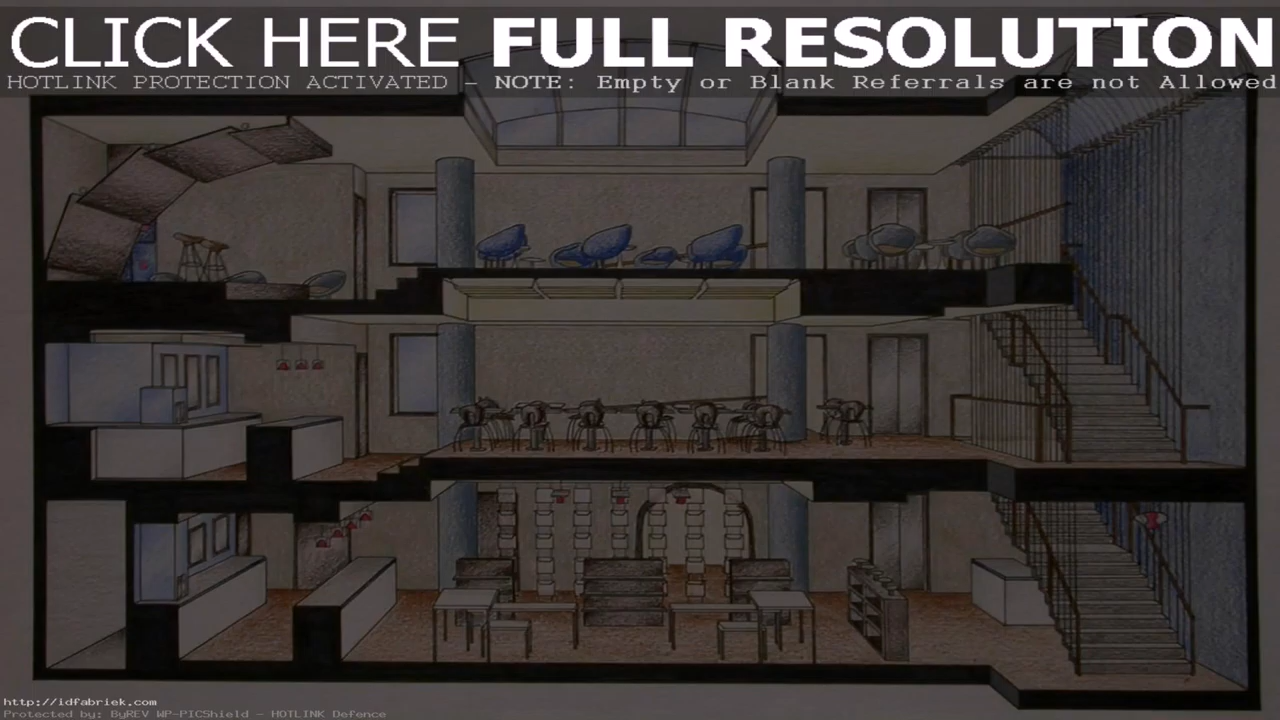 CLICK HERE FULL RESOLUTION
HOTLINK PROTECTION ACTIVATED - NOTE: Empty or Blank Referrals are not Allowed
http://idfabriek.com
Protected by: ByREV WP-PICShield - HOTLINK Defence